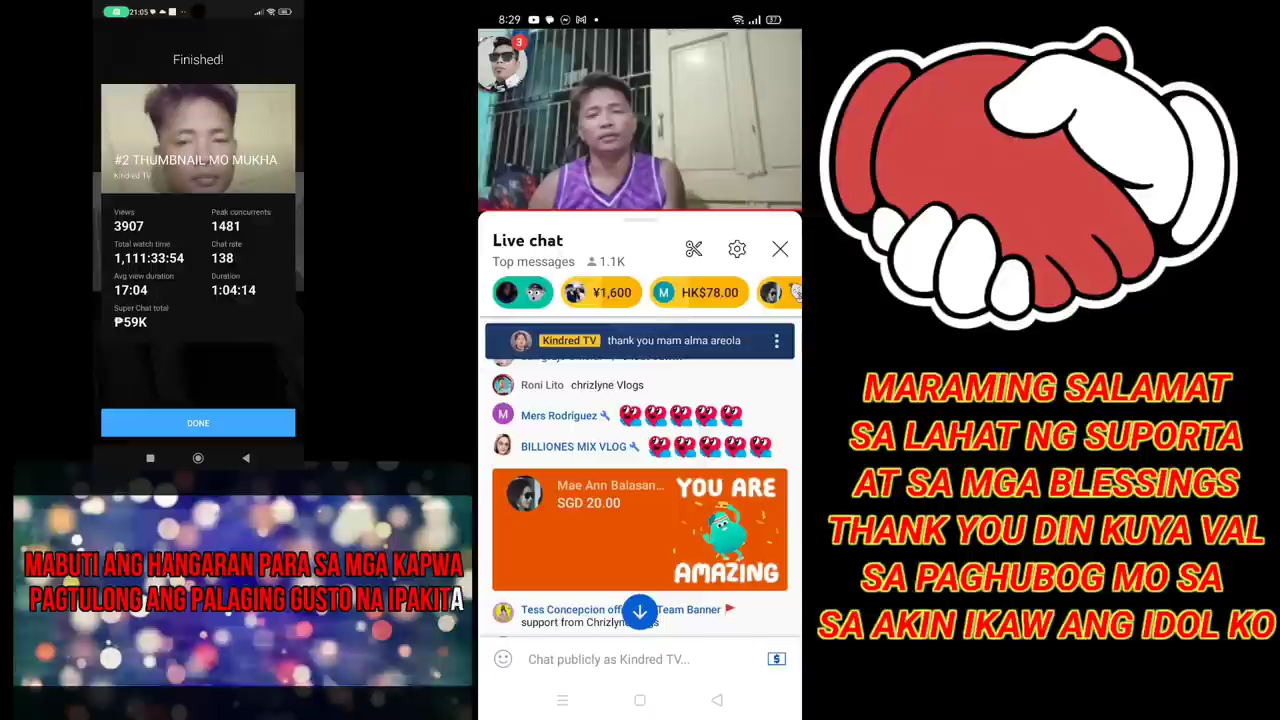 21:05
Finished!
#2 THUMBNAIL MO MUKHA
Kindred TV
Views
3907
Peak concurrents
1481
Total watch time
1,111:33:54
Chat rate
138
Avg view duration
17:04
Duration
1:04:14
Super Chat total
₱59K
DONE
MABUTI ANG HANGARAN PARA SA MGA KAPWA
PAGTULONG ANG PALAGING GUSTO NA IPAKITA
8:29
37
3
Live chat
Top messages 1.1K
¥1,600
M HK$78.00
Kindred TV thank you mam alma areola
Roni Lito chrizlyne Vlogs
M Mers Rodriguez
BILLIONES MIX VLOG
Mae Ann Balasan...
SGD 20.00
YOU ARE
AMAZING
Tess Concepcion Team Banner
support from
Chat publicly as Kindred TV...
$
MARAMING SALAMAT
SA LAHAT NG SUPORTA
AT SA MGA BLESSINGS
THANK YOU DIN KUYA VAL
SA PAGHUBOG MO SA
SA AKIN IKAW ANG IDOL KO